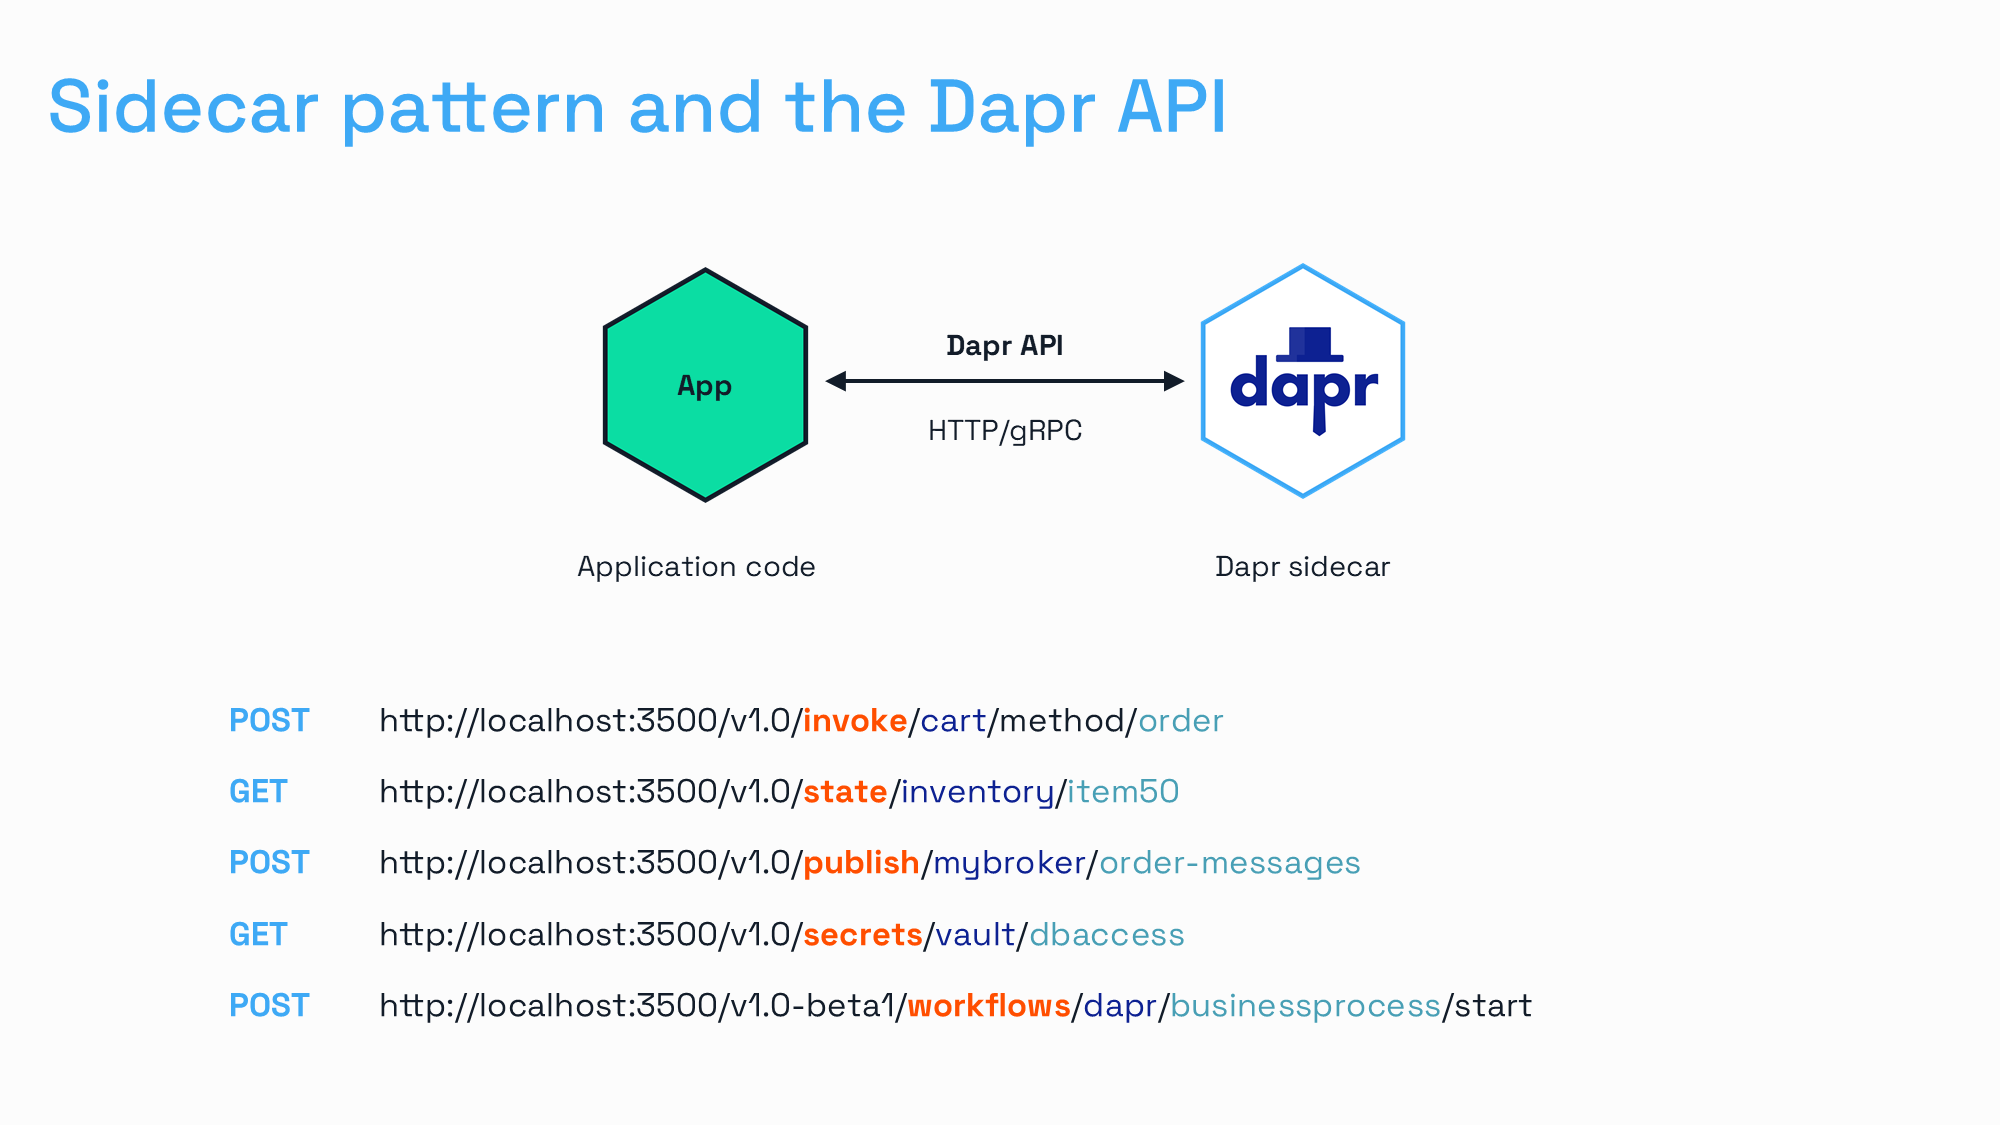 Sidecar pattern and the Dapr API
App
Dapr API
HTTP/gRPC
dapr
Application code
Dapr sidecar
POST http://localhost:3500/v1.0/invoke/cart/method/order
GET http://localhost:3500/v1.0/state/inventory/item50
POST http://localhost:3500/v1.0/publish/mybroker/order-messages
GET http://localhost:3500/v1.0/secrets/vault/dbaccess
POST http://localhost:3500/v1.0-beta1/workflows/dapr/businessprocess/start